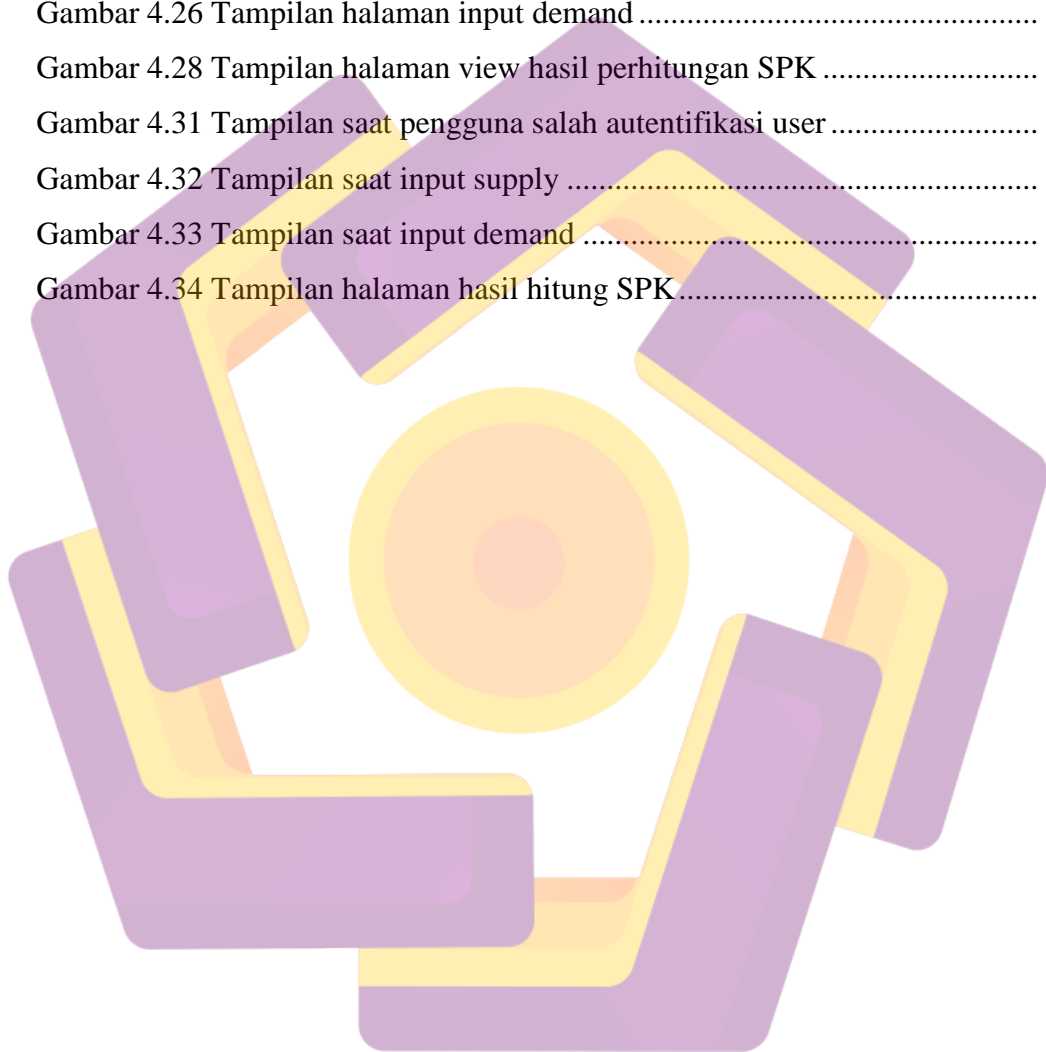 Gambar 4.26 Tampilan halaman input demand ................................................
Gambar 4.28 Tampilan halaman view hasil perhitungan SPK ..........................
Gambar 4.31 Tampilan saat pengguna salah autentifikasi user .........................
Gambar 4.32 Tampilan saat input supply .........................................................
Gambar 4.33 Tampilan saat input demand .......................................................
Gambar 4.34 Tampilan halaman hasil hitung SPK...........................................